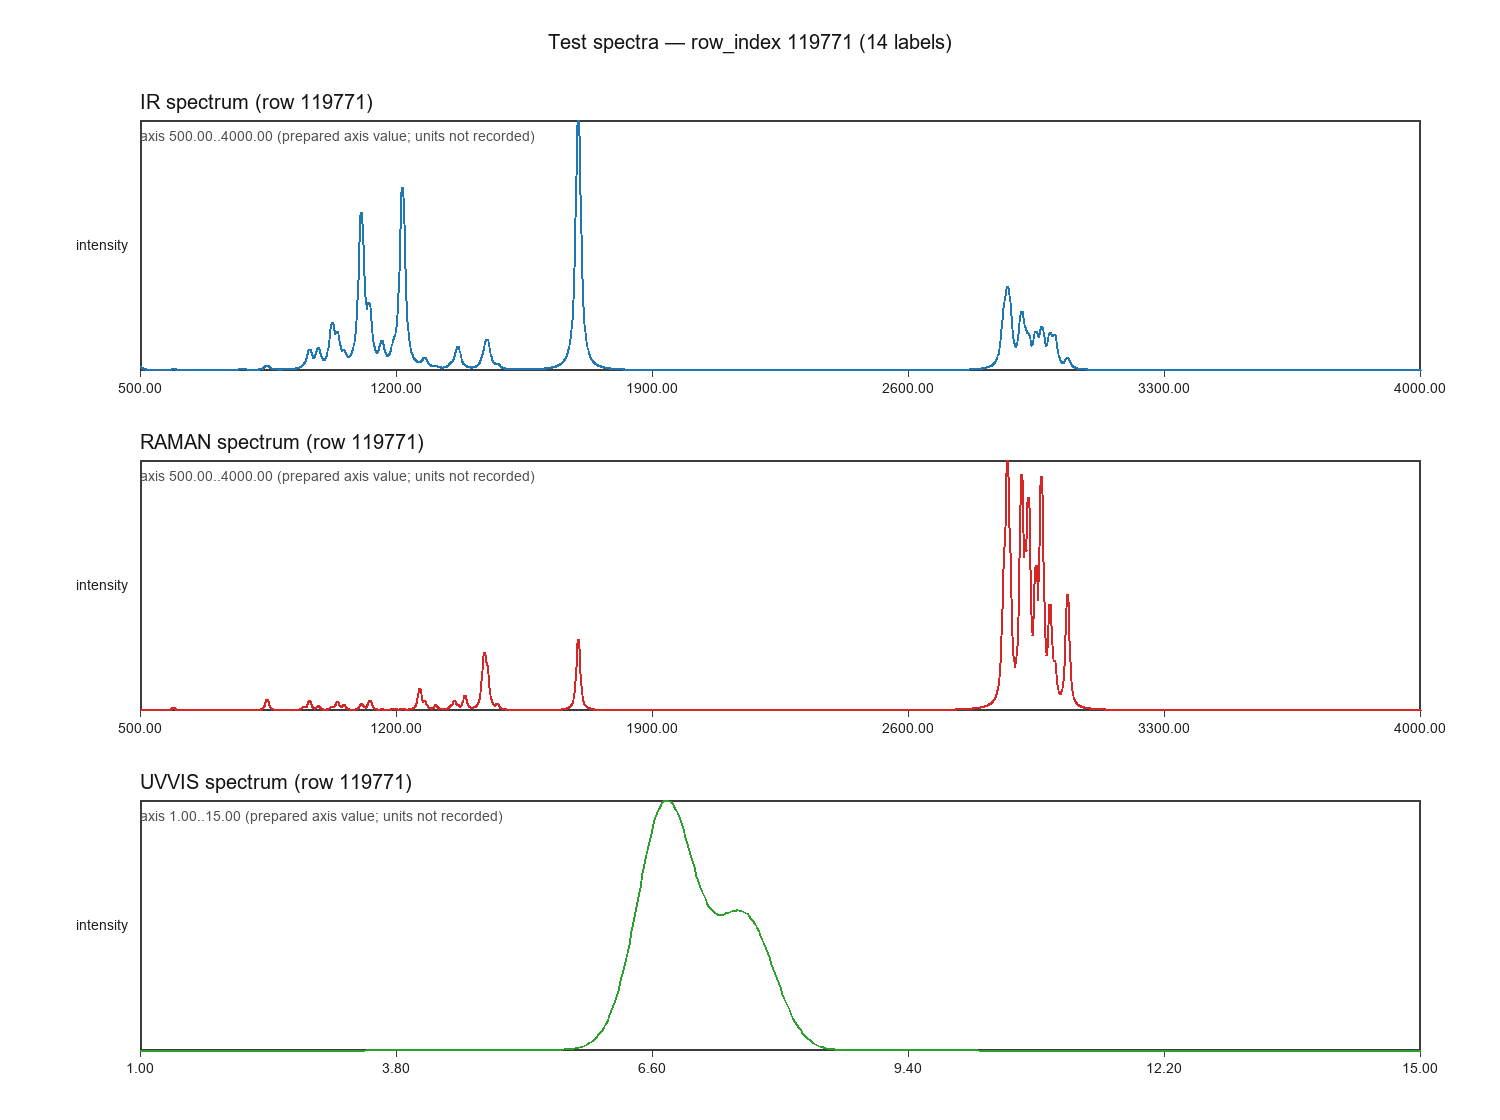 Test spectra — row_index 119771 (14 labels)
IR spectrum (row 119771)
axis 500.00..4000.00 (prepared axis value; units not recorded)
intensity
500.00 1200.00 1900.00 2600.00 3300.00 4000.00
RAMAN spectrum (row 119771)
axis 500.00..4000.00 (prepared axis value; units not recorded)
intensity
500.00 1200.00 1900.00 2600.00 3300.00 4000.00
UVVIS spectrum (row 119771)
axis 1.00..15.00 (prepared axis value; units not recorded)
intensity
1.00 3.80 6.60 9.40 12.20 15.00